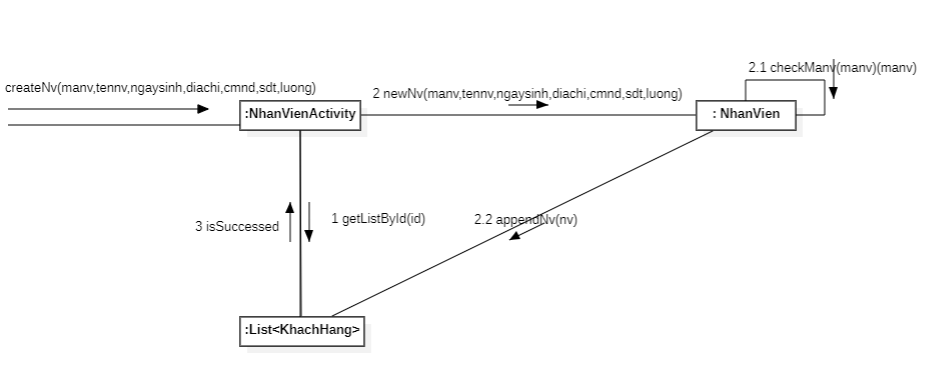 2.1 checkManv(manv)(manv)
createNv(manv,tennv,ngaysinh,diachi,cmnd,sdt,luong)
2 newNv(manv,tennv,ngaysinh,diachi,cmnd,sdt,luong)
:NhanVienActivity
: NhanVien
3 isSuccessed
1 getListById(id)
2.2 appendNv(nv)
:List<KhachHang>